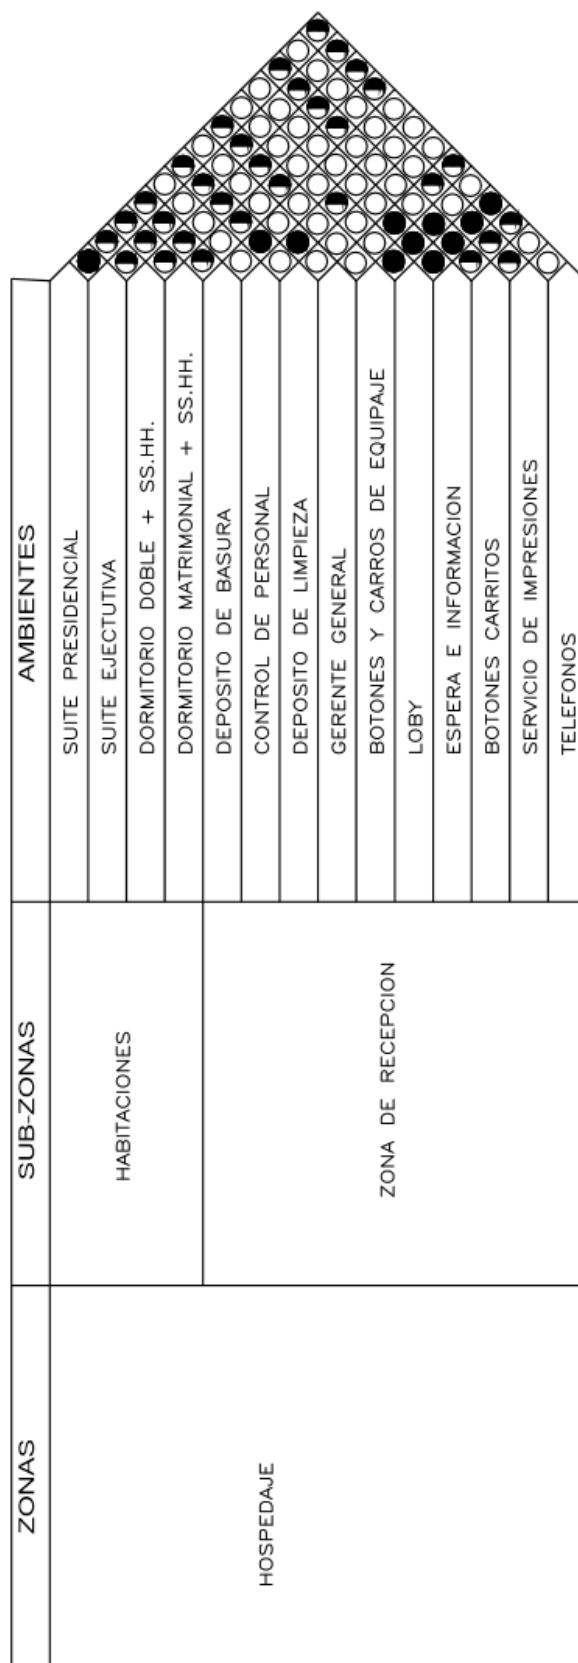 ZONAS
SUB-ZONAS
AMBIENTES
HOSPEDAJE
HABITACIONES
SUITE PRESIDENCIAL
SUITE EJECTUTIVA
DORMITORIO DOBLE + SS.HH.
DORMITORIO MATRIMONIAL + SS.HH.
ZONA DE RECEPCION
DEPOSITO DE BASURA
CONTROL DE PERSONAL
DEPOSITO DE LIMPIEZA
GERENTE GENERAL
BOTONES Y CARROS DE EQUIPAJE
LOBY
ESPERA E INFORMACION
BOTONES CARRITOS
SERVICIO DE IMPRESIONES
TELEFONOS